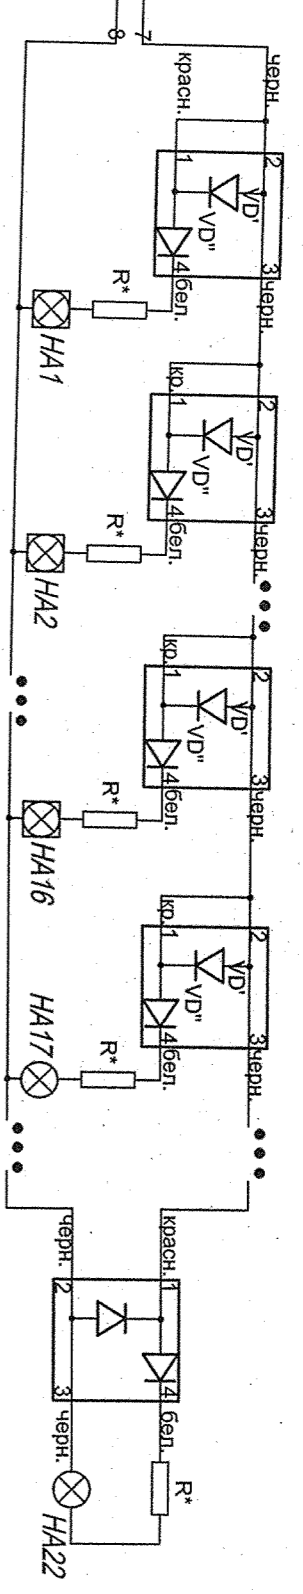 8 7
черн.
красн.
1 2
VD'
VD"
3 черн.
4 бел.
R*
HA1
кр. 1 2
VD'
VD"
3 черн.
4 бел.
R*
HA2
кр. 1 2
VD'
VD"
3 черн.
4 бел.
R*
HA16
кр. 1 2
VD'
VD"
3 черн.
4 бел.
R*
HA17
черн. красн.
2 1
3 4
черн. бел.
R*
HA22